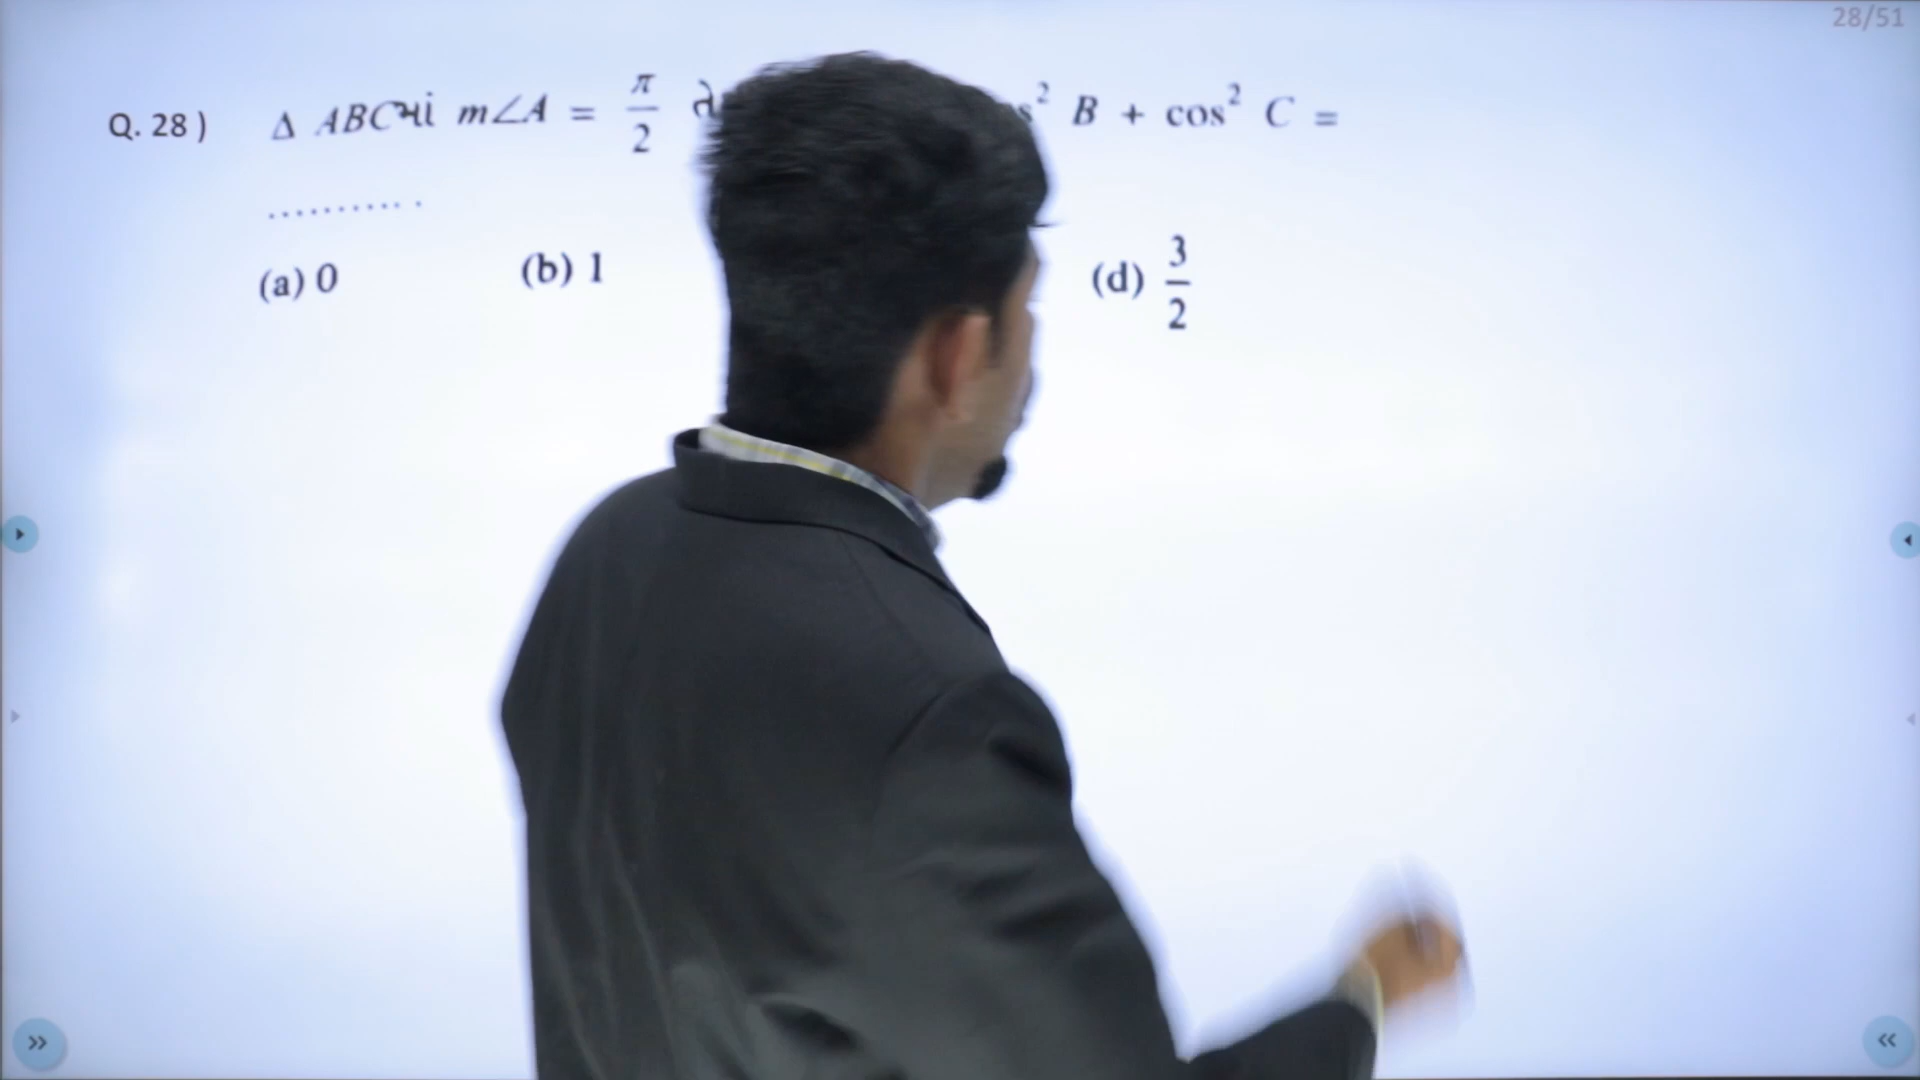 28/51
Q. 28 ) Δ ABCમાં m∠A = π/2 B + cos² C =
...........
(a) 0 (b) 1 (d) 3/2